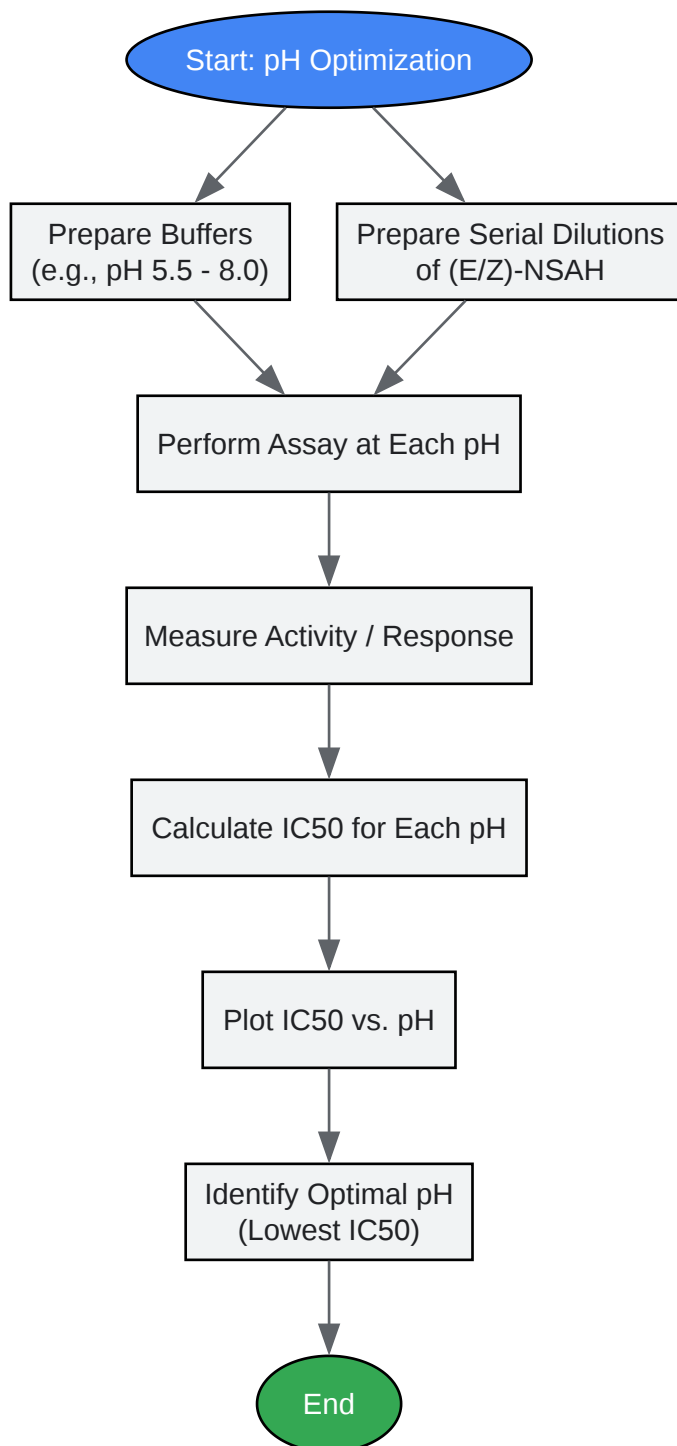 Start: pH Optimization
Prepare Buffers
(e.g., pH 5.5 - 8.0)
Prepare Serial Dilutions
of (E/Z)-NSAH
Perform Assay at Each pH
Measure Activity / Response
Calculate IC50 for Each pH
Plot IC50 vs. pH
Identify Optimal pH
(Lowest IC50)
End